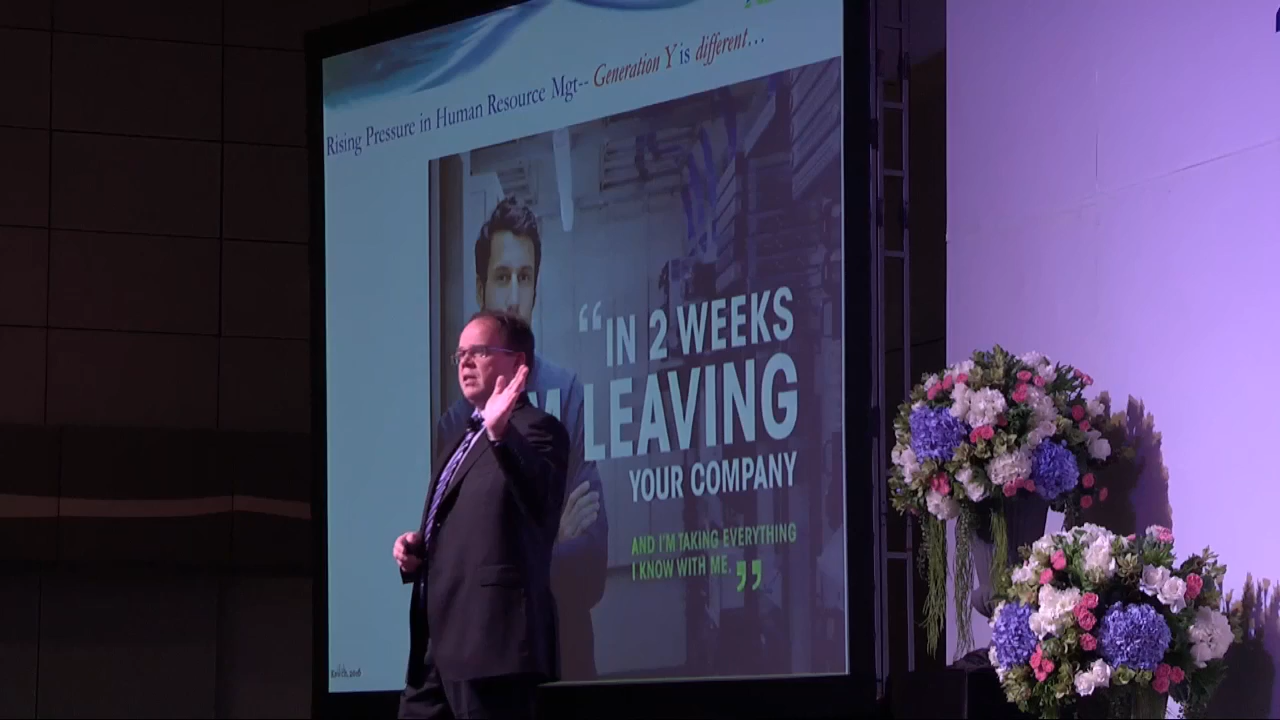 Rising Pressure in Human Resource Mgt-- Generation Y is different...
“IN 2 WEEKS
LEAVING
YOUR COMPANY
AND I'M TAKING EVERYTHING
I KNOW WITH ME.”